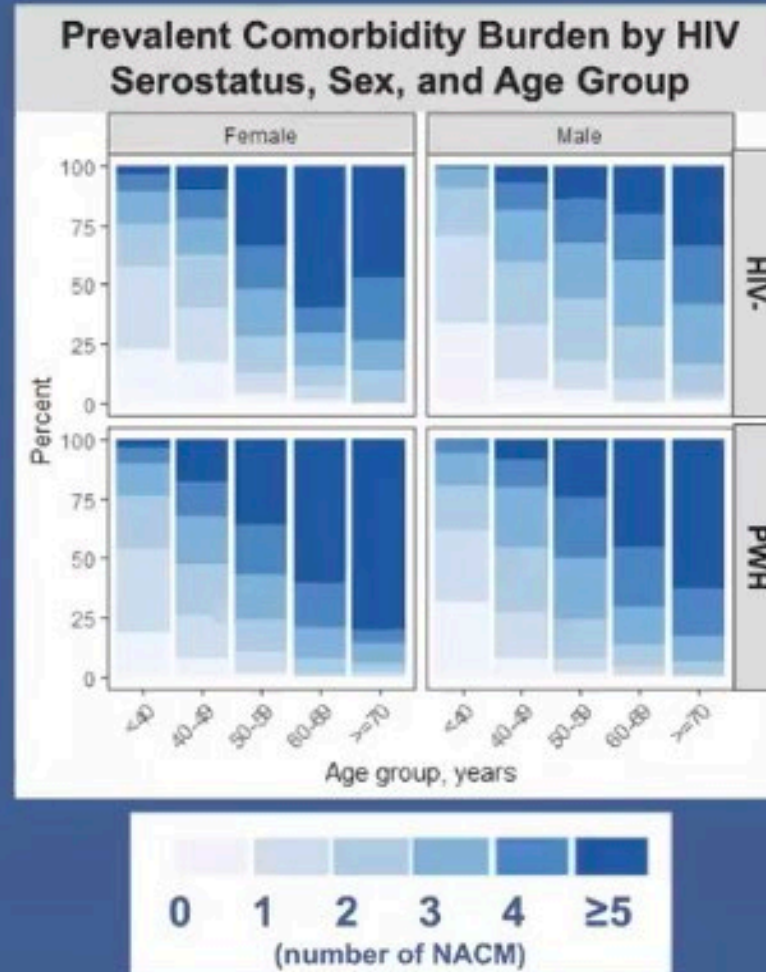 Prevalent Comorbidity Burden by HIV
Serostatus, Sex, and Age Group
Female
Male
100
75
50
25
0
HIV-
Percent
100
75
50
25
0
PWH
<40
40-49
50-59
60-69
>=70
<40
40-49
50-59
60-69
>=70
Age group, years
0 1 2 3 4 ≥5
(number of NACM)